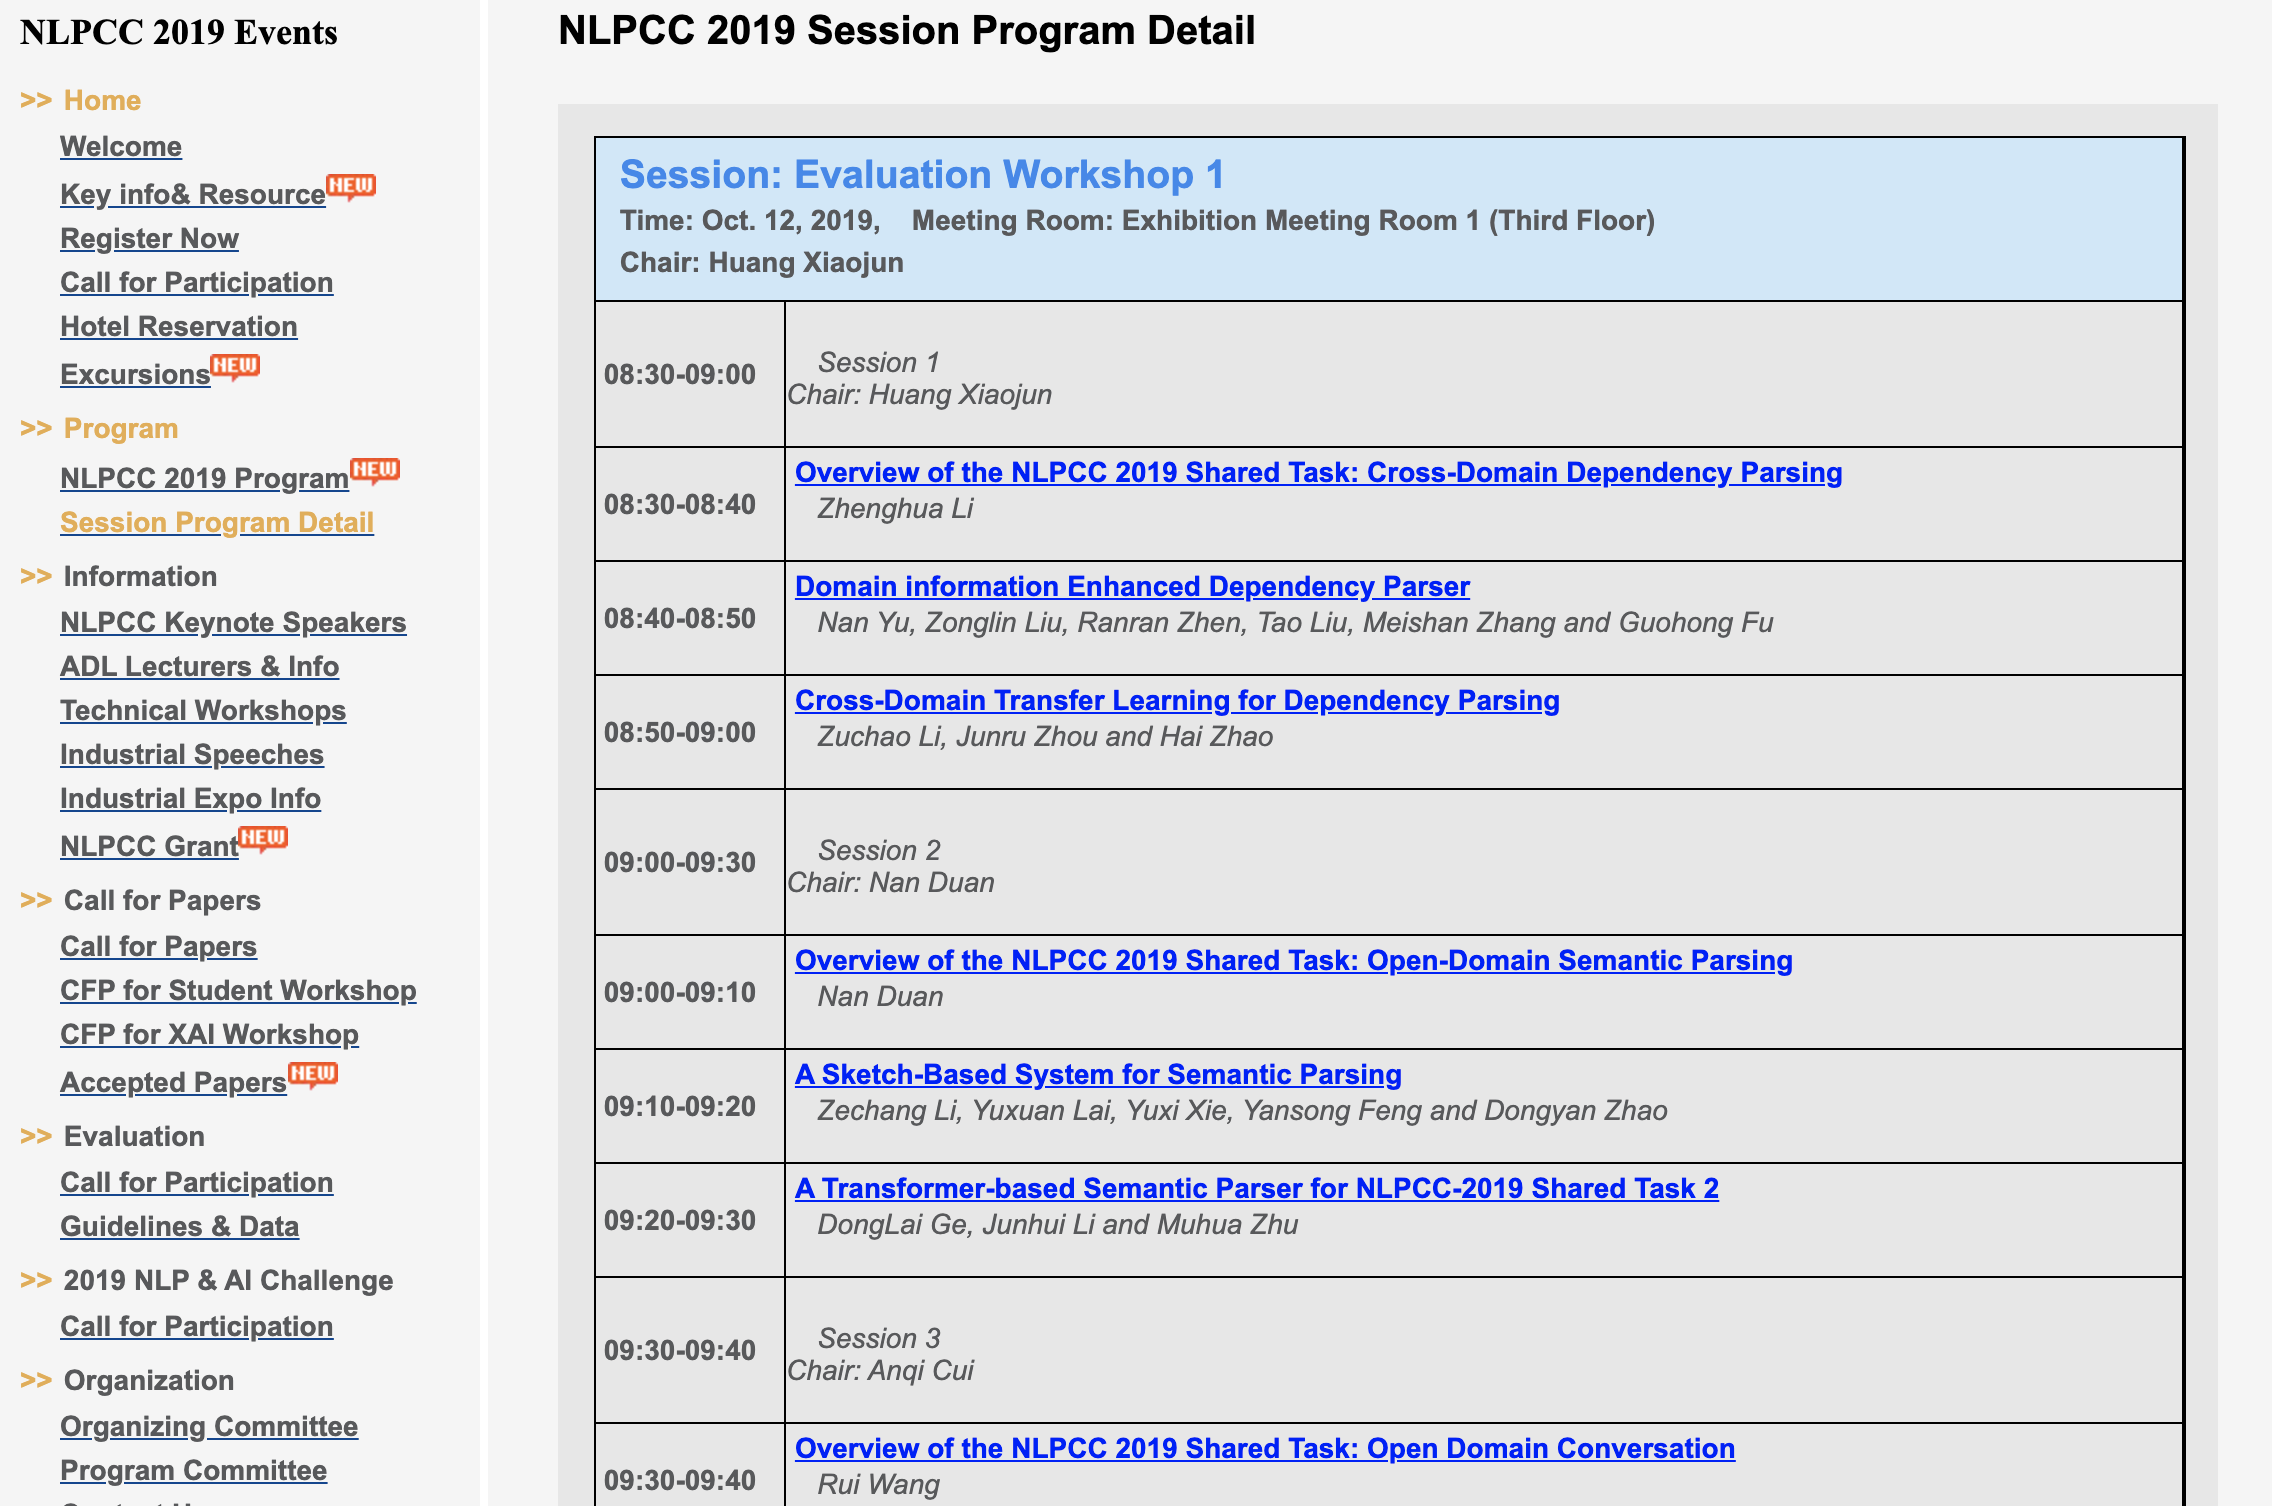 NLPCC 2019 Events
>> Home
Welcome
Key info& Resource NEW
Register Now
Call for Participation
Hotel Reservation
Excursions NEW
>> Program
NLPCC 2019 Program NEW
Session Program Detail
>> Information
NLPCC Keynote Speakers
ADL Lecturers & Info
Technical Workshops
Industrial Speeches
Industrial Expo Info
NLPCC Grant NEW
>> Call for Papers
Call for Papers
CFP for Student Workshop
CFP for XAI Workshop
Accepted Papers NEW
>> Evaluation
Call for Participation
Guidelines & Data
>> 2019 NLP & AI Challenge
Call for Participation
>> Organization
Organizing Committee
Program Committee
NLPCC 2019 Session Program Detail
Session: Evaluation Workshop 1
Time: Oct. 12, 2019, Meeting Room: Exhibition Meeting Room 1 (Third Floor)
Chair: Huang Xiaojun
08:30-09:00
Session 1
Chair: Huang Xiaojun
08:30-08:40
Overview of the NLPCC 2019 Shared Task: Cross-Domain Dependency Parsing
Zhenghua Li
08:40-08:50
Domain information Enhanced Dependency Parser
Nan Yu, Zonglin Liu, Ranran Zhen, Tao Liu, Meishan Zhang and Guohong Fu
08:50-09:00
Cross-Domain Transfer Learning for Dependency Parsing
Zuchao Li, Junru Zhou and Hai Zhao
09:00-09:30
Session 2
Chair: Nan Duan
09:00-09:10
Overview of the NLPCC 2019 Shared Task: Open-Domain Semantic Parsing
Nan Duan
09:10-09:20
A Sketch-Based System for Semantic Parsing
Zechang Li, Yuxuan Lai, Yuxi Xie, Yansong Feng and Dongyan Zhao
09:20-09:30
A Transformer-based Semantic Parser for NLPCC-2019 Shared Task 2
DongLai Ge, Junhui Li and Muhua Zhu
09:30-09:40
Session 3
Chair: Anqi Cui
09:30-09:40
Overview of the NLPCC 2019 Shared Task: Open Domain Conversation
Rui Wang